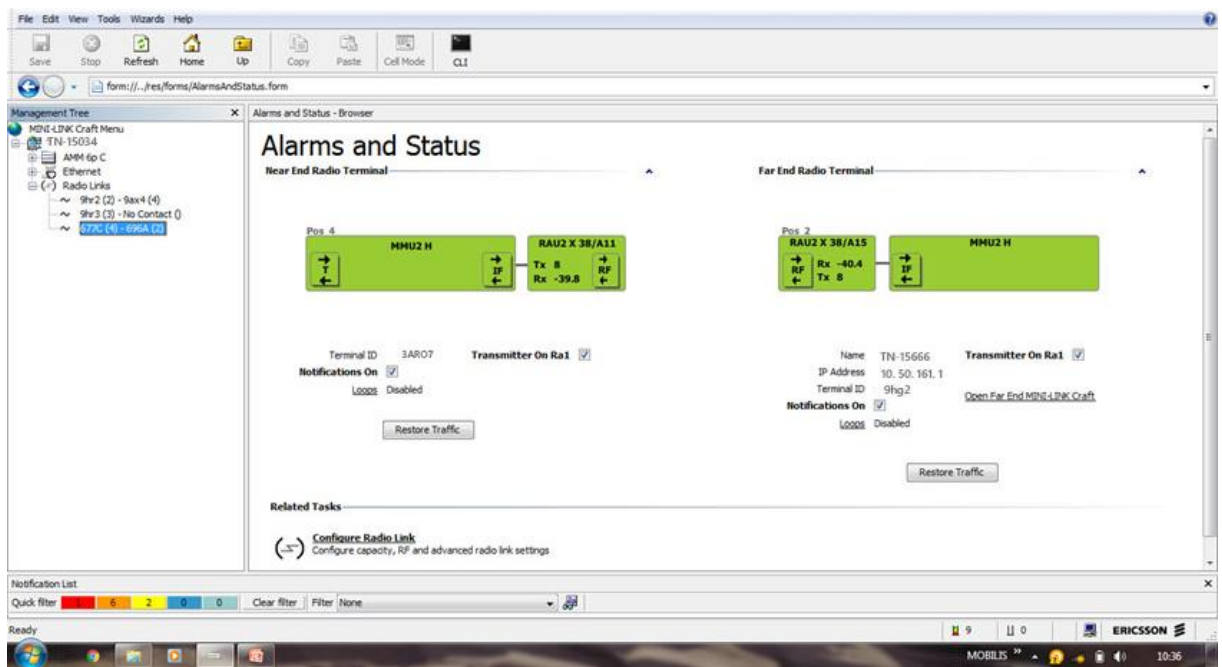 File Edit View Tools Wizards Help
Save Stop Refresh Home Up Copy Paste Cell Mode CLI
form://../res/forms/AlarmsAndStatus.form
Management Tree
MINI-LINK Craft Menu
TN-15034
AMM 6p C
Ethernet
Radio Links
9hr2 (2) - 9ax4 (4)
9hr3 (3) - No Contact ()
677C (4) - 696A (2)
Alarms and Status - Browser
Alarms and Status
Near End Radio Terminal
Pos 4
MMU2 H
T
IF
RAU2 X 38/A11
Tx 8
Rx -39.8
RF
Terminal ID 3ARO7
Transmitter On Ra1
Notifications On
Loops Disabled
Restore Traffic
Far End Radio Terminal
Pos 2
RAU2 X 38/A15
RF
Rx -40.4
Tx 8
MMU2 H
IF
Name TN-15666
Transmitter On Ra1
IP Address 10. 50. 161. 1
Terminal ID 9hg2
Open Far End MINI-LINK Craft
Notifications On
Loops Disabled
Restore Traffic
Related Tasks
Configure Radio Link
Configure capacity, RF and advanced radio link settings
Notification List
Quick filter 6 2 0 0 Clear filter Filter None
Ready
9 0 ERICSSON
MOBILIS 10:36